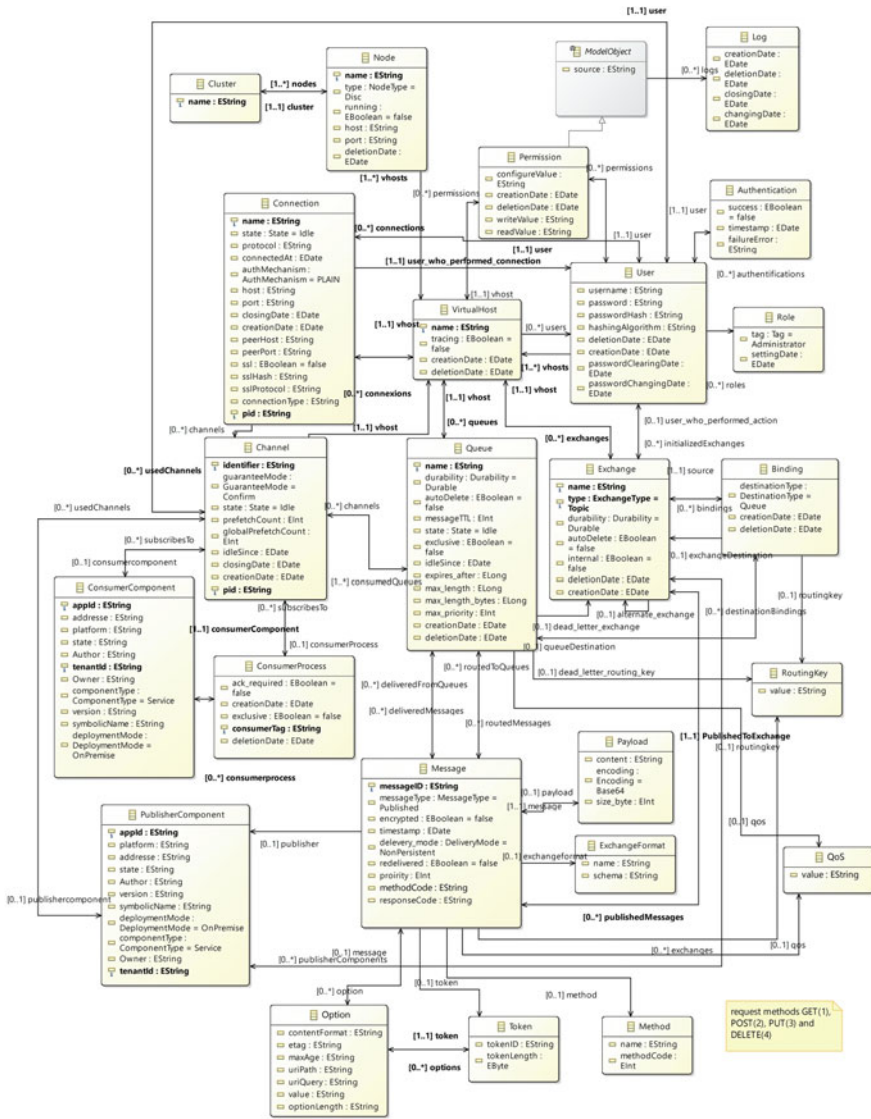 [1..1] user
Cluster
name : EString
[1..*] nodes
[1..1] cluster
Node
name : EString
type : NodeType =
Disc
running :
EBoolean = false
host : EString
port : EString
deletionDate :
EDate
ModelObject
source : EString
[0..*] logs
Log
creationDate :
EDate
deletionDate :
EDate
closingDate :
EDate
changingDate :
EDate
[1..*] vhosts
[0..*] permissions
Permission
configureValue :
EString
creationDate : EDate
deletionDate : EDate
writeValue : EString
readValue : EString
[0..*] permissions
Authentication
success : EBoolean
= false
timestamp : EDate
failureError :
EString
[1..1] user
[0..*] authentifications
Connection
name : EString
state : State = Idle
protocol : EString
connectedAt : EDate
authMechanism :
AuthMechanism = PLAIN
host : EString
port : EString
closingDate : EDate
creationDate : EDate
peerHost : EString
peerPort : EString
ssl : EBoolean = false
sslHash : EString
sslProtocol : EString
connectionType : EString
pid : EString
[0..*] connections
[1..1] user
[1..1] user
[1..1] user_who_performed_connection
[1..1] vhost
VirtualHost
name : EString
tracing : EBoolean =
false
creationDate : EDate
deletionDate : EDate
[1..1] vhost
[0..*] connexions
[0..*] users
[1..*] vhosts
User
username : EString
password : EString
passwordHash : EString
hashingAlgorithm : EString
deletionDate : EDate
creationDate : EDate
passwordClearingDate :
EDate
passwordChangingDate :
EDate
Role
tag : Tag =
Administrator
settingDate :
EDate
[0..*] roles
[0..*] channels
[1..1] vhost
[1..1] vhost
[0..*] queues
[1..1] vhost
[0..*] exchanges
[0..1] user_who_performed_action
[0..*] initializedExchanges
[0..*] usedChannels
Channel
identifier : EString
guaranteeMode :
GuaranteeMode =
Confirm
state : State = Idle
prefetchCount : EInt
globalPrefetchCount :
EInt
idleSince : EDate
closingDate : EDate
creationDate : EDate
pid : EString
[0..*] channels
[1..*] consumedQueues
Queue
name : EString
durability : Durability =
Durable
autoDelete : EBoolean =
false
messageTTL : EInt
state : State = Idle
exclusive : EBoolean =
false
idleSince : EDate
expires_after : ELong
max_length : ELong
max_length_bytes : ELong
max_priority : EInt
creationDate : EDate
deletionDate : EDate
Exchange
name : EString
type : ExchangeType =
Topic
durability : Durability =
Durable
autoDelete : EBoolean =
false
internal : EBoolean =
false
deletionDate : EDate
creationDate : EDate
[1..1] source
[0..*] bindings
[0..1] exchangeDestination
Binding
destinationType :
DestinationType =
Queue
creationDate : EDate
deletionDate : EDate
[0..*] usedChannels
[0..*] subscribesTo
[0..1] consumercomponent
ConsumerComponent
appId : EString
addresse : EString
platform : EString
state : EString
Author : EString
tenantId : EString
Owner : EString
componentType :
ComponentType = Service
version : EString
symbolicName : EString
deploymentMode :
DeploymentMode =
OnPremise
[0..*] subscribesTo
[1..1] consumerComponent
[0..1] consumerProcess
ConsumerProcess
ack_required : EBoolean =
false
creationDate : EDate
exclusive : EBoolean = false
consumerTag : EString
deletionDate : EDate
[0..*] consumerprocess
[0..1] alternate_exchange
[0..1] dead_letter_exchange
[0..1] queueDestination
[0..*] destinationBindings
[0..1] routingkey
[0..1] dead_letter_routing_key
RoutingKey
value : EString
[0..*] routedToQueues
[0..*] deliveredFromQueues
[0..*] deliveredMessages
[0..*] routedMessages
[1..1] PublishedToExchange
[0..1] routingkey
Message
messageID : EString
messageType : MessageType =
Published
encrypted : EBoolean = false
timestamp : EDate
delevery_mode : DeliveryMode =
NonPersistent
redelivered : EBoolean = false
proirity : EInt
methodCode : EString
responseCode : EString
[0..1] payload
[1..1] message
Payload
content : EString
encoding :
Encoding =
Base64
size_byte : EInt
[0..1] exchangeformat
ExchangeFormat
name : EString
schema : EString
[0..1] qos
QoS
value : EString
PublisherComponent
appId : EString
platform : EString
addresse : EString
state : EString
Author : EString
version : EString
symbolicName : EString
deploymentMode :
DeploymentMode = OnPremise
componentType :
ComponentType = Service
Owner : EString
tenantId : EString
[0..1] publisher
[0..1] publishercomponent
[0..*] publishedMessages
[0..*] publisherComponents
[0..1] message
[0..*] exchanges
[0..1] qos
[0..*] option
[0..1] token
[0..1] method
Option
contentFormat : EString
etag : EString
maxAge : EString
uriPath : EString
uriQuery : EString
value : EString
optionLength : EString
[1..1] token
[0..*] options
Token
tokenID : EString
tokenLength :
EByte
Method
name : EString
methodCode :
EInt
request methods GET(1),
POST(2), PUT(3) and
DELETE(4)